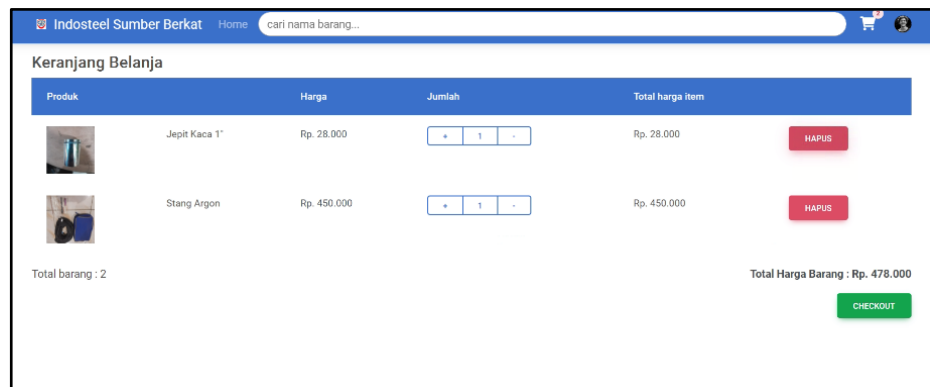 Indosteel Sumber Berkat Home cari nama barang... 2
Keranjang Belanja
Produk Harga Jumlah Total harga item
Jepit Kaca 1" Rp. 28.000 + 1 - Rp. 28.000 HAPUS
Stang Argon Rp. 450.000 + 1 - Rp. 450.000 HAPUS
Total barang : 2 Total Harga Barang : Rp. 478.000
CHECKOUT